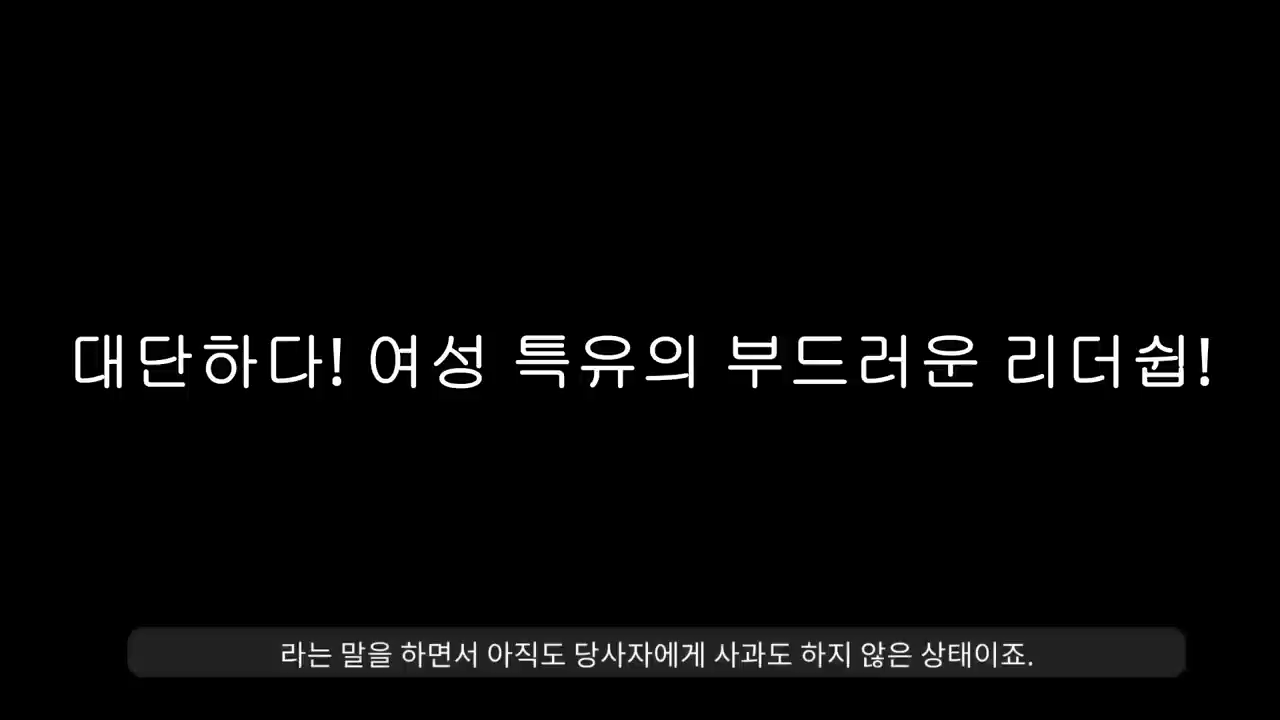 대단하다! 여성 특유의 부드러운 리더쉽!
라는 말을 하면서 아직도 당사자에게 사과도 하지 않은 상태이죠.